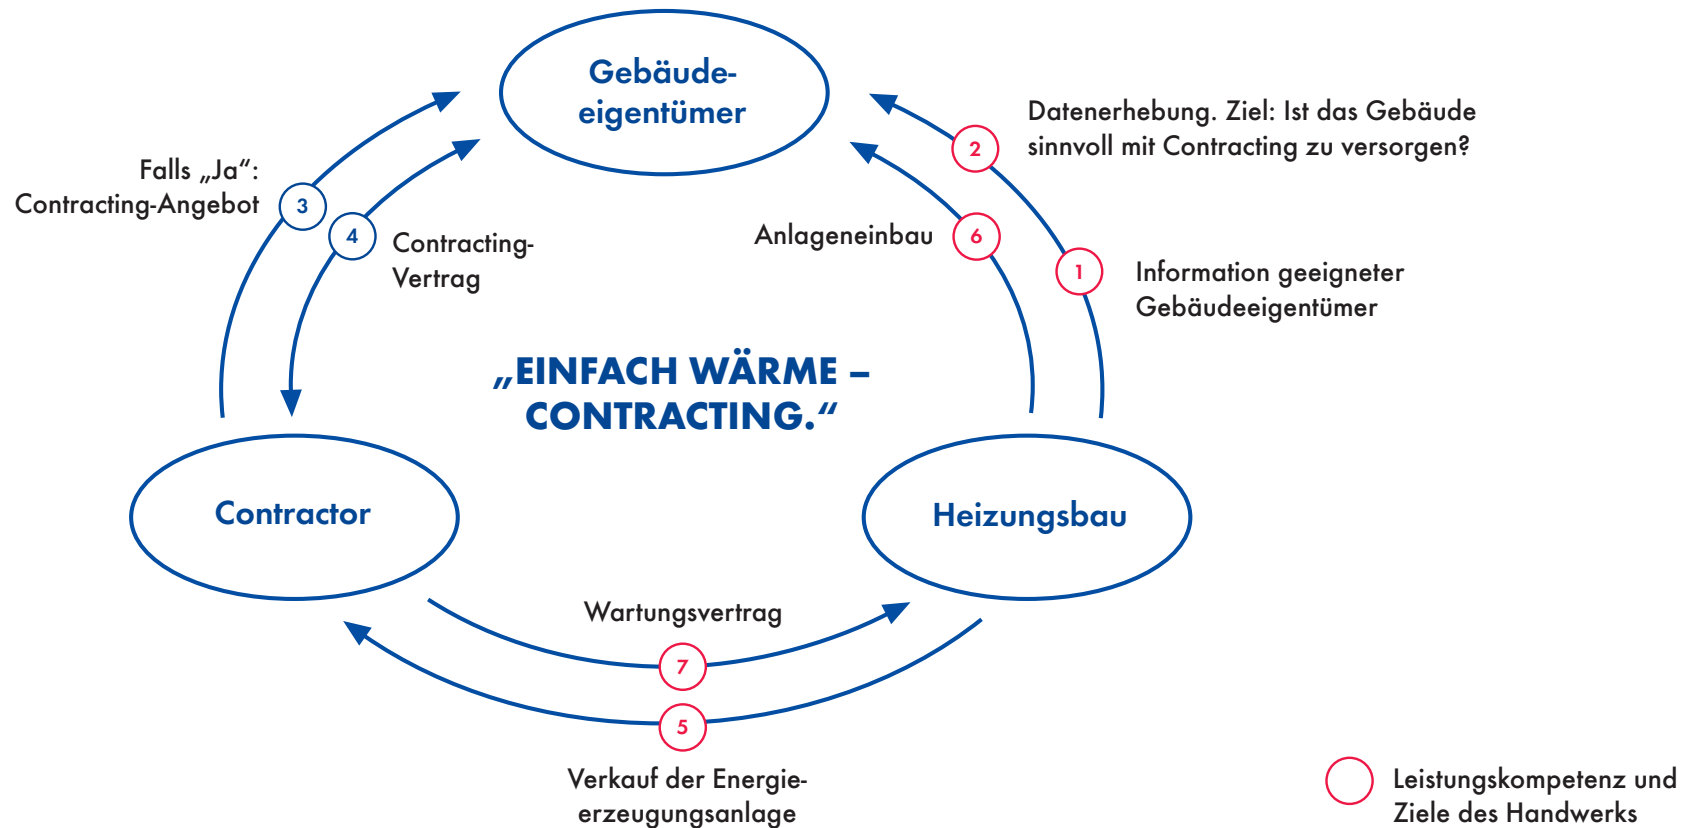 Gebäude-
eigentümer
Datenerhebung. Ziel: Ist das Gebäude
sinnvoll mit Contracting zu versorgen?
2
Falls „Ja“:
Contracting-Angebot
3
4
Contracting-
Vertrag
Anlageneinbau
6
1
Information geeigneter
Gebäudeeigentümer
„EINFACH WÄRME –
CONTRACTING.“
Contractor
Heizungsbau
Wartungsvertrag
7
5
Verkauf der Energie-
erzeugungsanlage
Leistungskompetenz und
Ziele des Handwerks